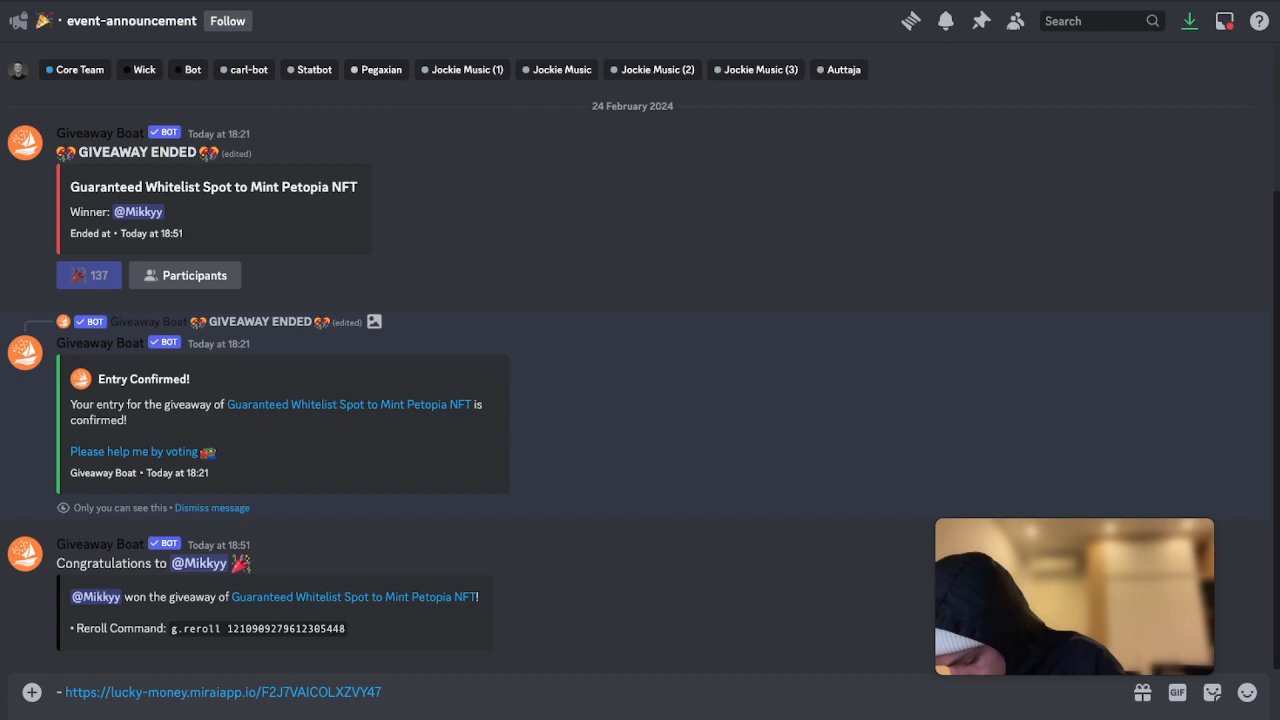 event-announcement Follow Search
Core Team Wick Bot carl-bot Statbot Pegaxian Jockie Music (1) Jockie Music Jockie Music (2) Jockie Music (3) Auttaja
24 February 2024
Giveaway Boat BOT Today at 18:21
GIVEAWAY ENDED (edited)
Guaranteed Whitelist Spot to Mint Petopia NFT
Winner: @Mikkyy
Ended at • Today at 18:51
137 Participants
BOT Giveaway Boat GIVEAWAY ENDED (edited)
Giveaway Boat BOT Today at 18:21
Entry Confirmed!
Your entry for the giveaway of Guaranteed Whitelist Spot to Mint Petopia NFT is
confirmed!
Please help me by voting
Giveaway Boat • Today at 18:21
Only you can see this • Dismiss message
Giveaway Boat BOT Today at 18:51
Congratulations to @Mikkyy
@Mikkyy won the giveaway of Guaranteed Whitelist Spot to Mint Petopia NFT!
• Reroll Command: g.reroll 1210909279612305448
- https://lucky-money.miraiapp.io/F2J7VAICOLXZVY47
GIF